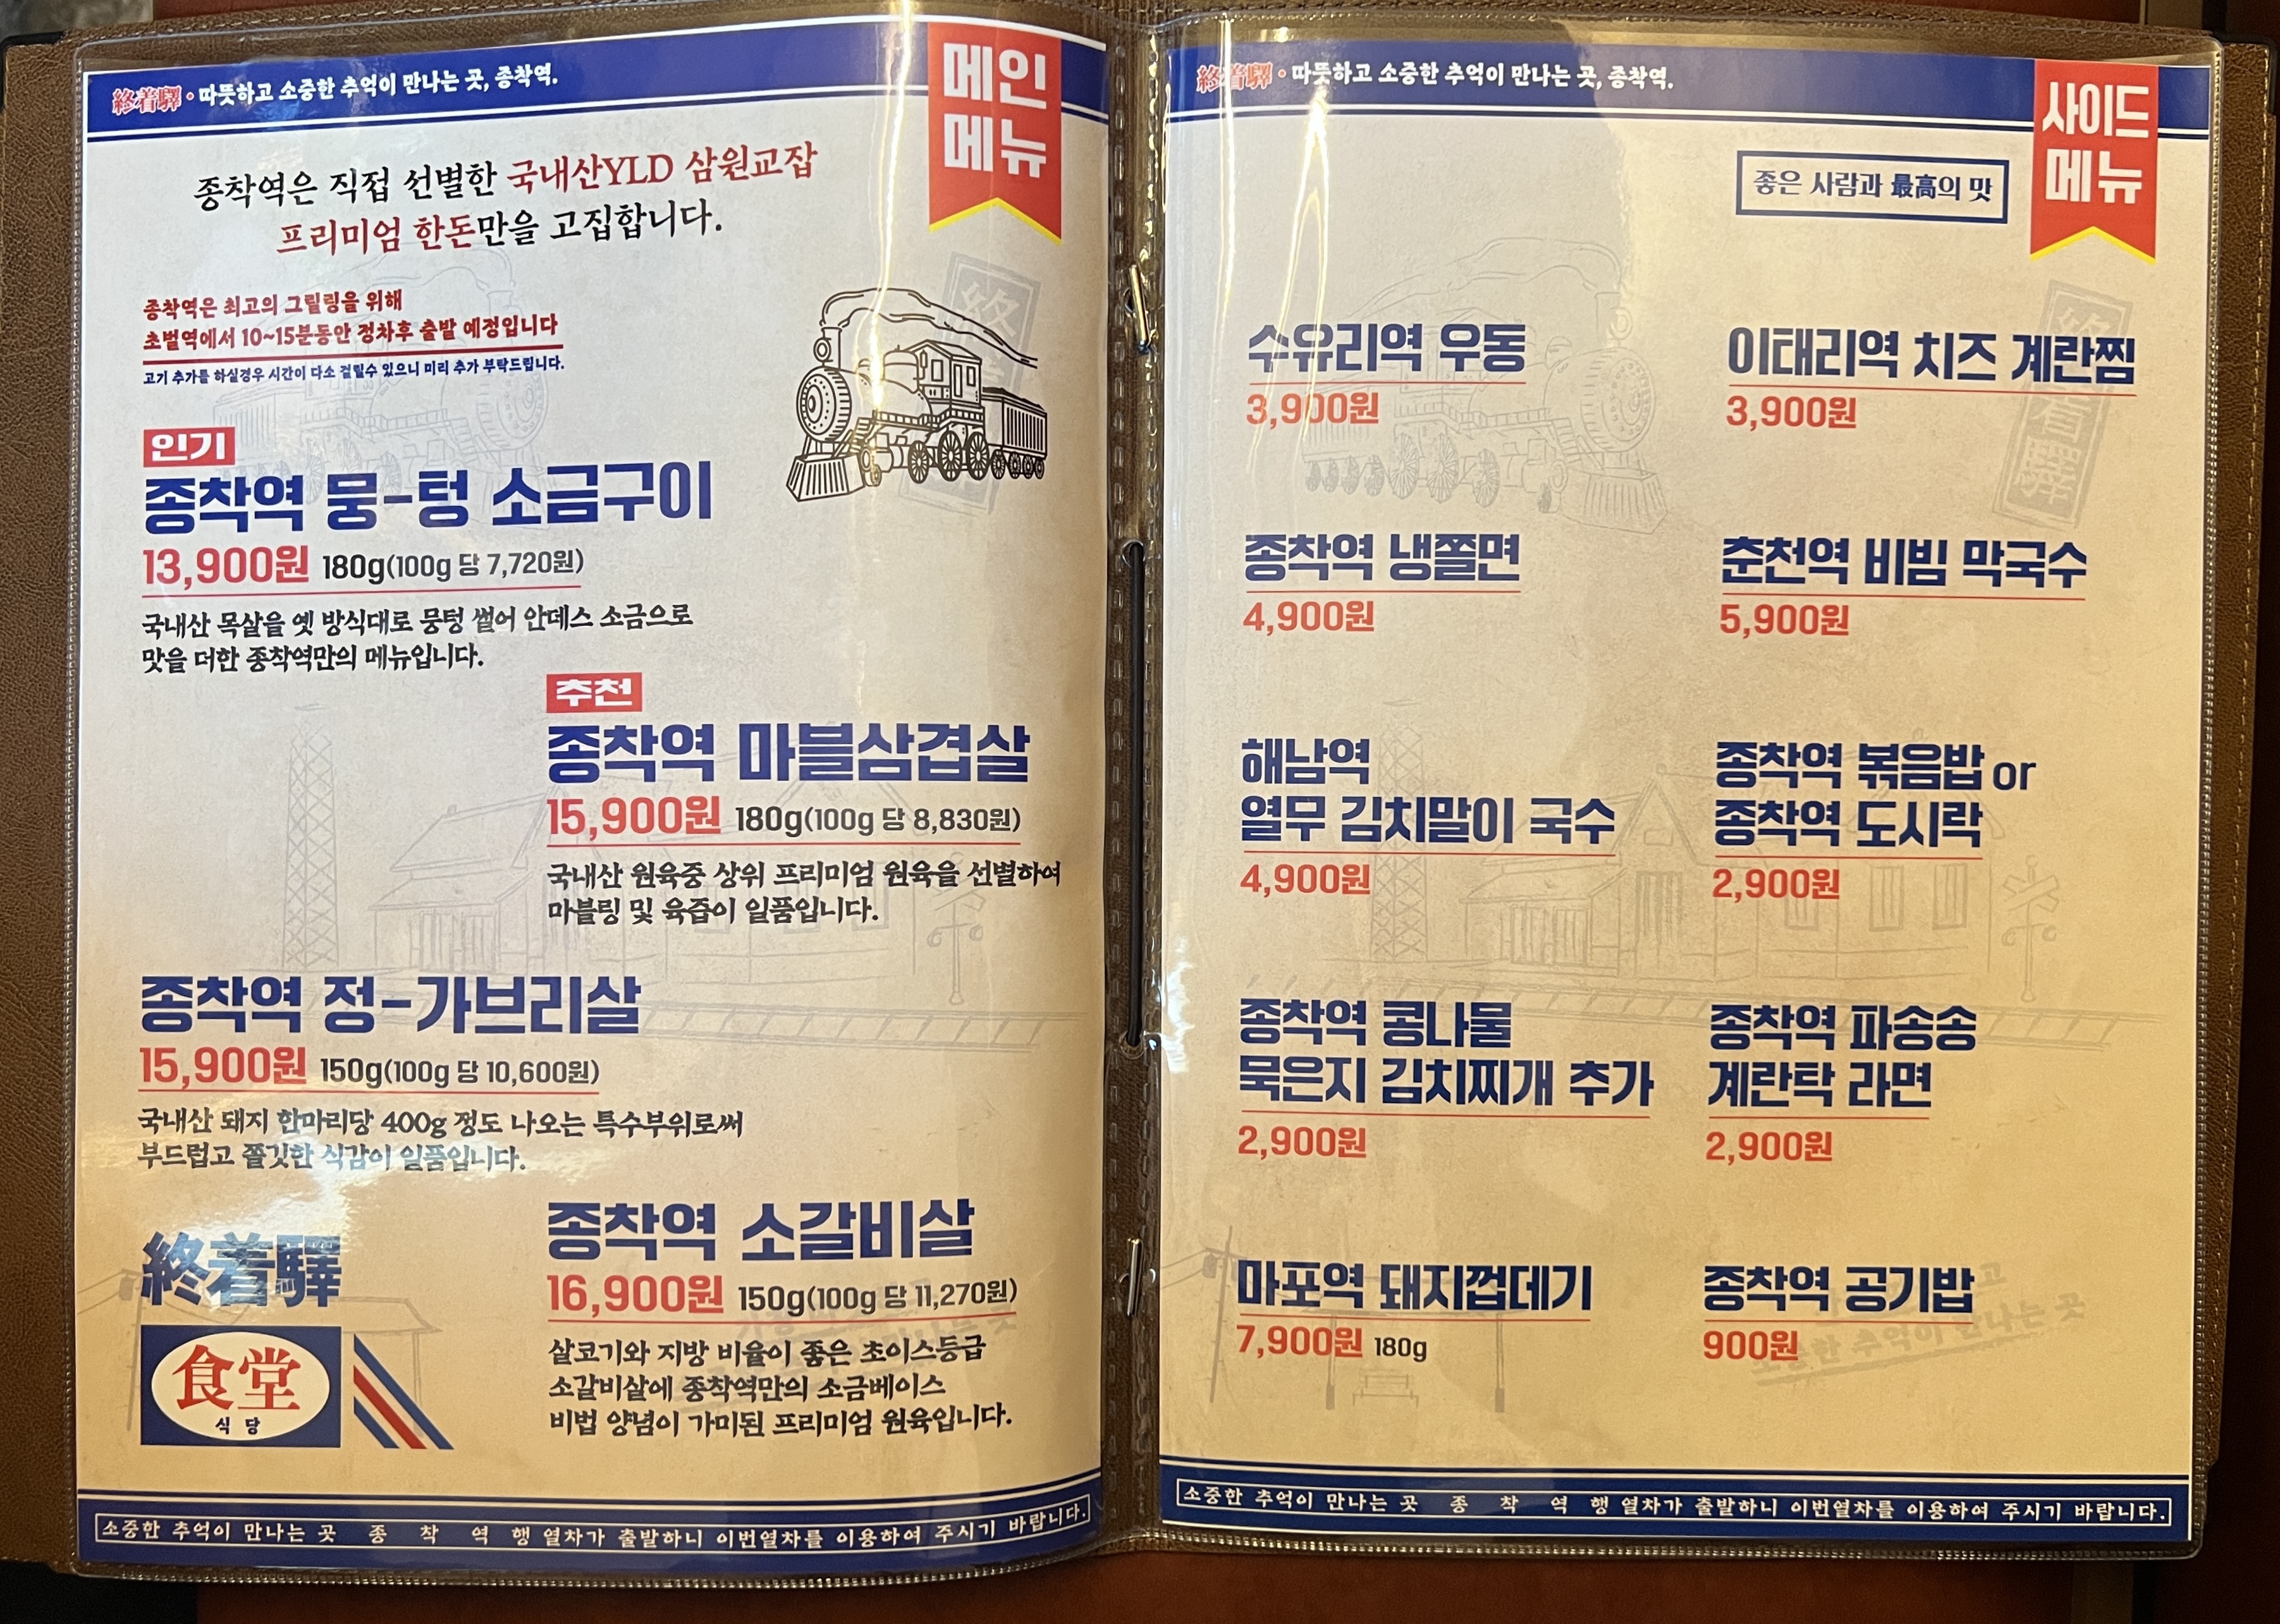 終着驛 • 따뜻하고 소중한 추억이 만나는 곳, 종착역.
메인
메뉴
종착역은 직접 선별한 국내산YLD 삼원교잡
프리미엄 한돈만을 고집합니다.
종착역은 최고의 그릴링을 위해
초벌역에서 10~15분동안 정차후 출발 예정입니다
고기 추가를 하실경우 시간이 다소 걸릴수 있으니 미리 추가 부탁드립니다.
인기
종착역 뭉-텅 소금구이
13,900원 180g(100g 당 7,720원)
국내산 목살을 옛 방식대로 뭉텅 썰어 안데스 소금으로
맛을 더한 종착역만의 메뉴입니다.
추천
종착역 마블삼겹살
15,900원 180g(100g 당 8,830원)
국내산 원육중 상위 프리미엄 원육을 선별하여
마블링 및 육즙이 일품입니다.
종착역 정-가브리살
15,900원 150g(100g 당 10,600원)
국내산 돼지 한마리당 400g 정도 나오는 특수부위로써
부드럽고 쫄깃한 식감이 일품입니다.
종착역 소갈비살
16,900원 150g(100g 당 11,270원)
살코기와 지방 비율이 좋은 초이스등급
소갈비살에 종착역만의 소금베이스
비법 양념이 가미된 프리미엄 원육입니다.
終着驛
食堂
식당
소중한 추억이 만나는 곳 종 착 역 행 열차가 출발하니 이번열차를 이용하여 주시기 바랍니다.
終着驛 • 따뜻하고 소중한 추억이 만나는 곳, 종착역.
사이드
메뉴
좋은 사람과 最高의 맛
終着驛
수유리역 우동
3,900원
이태리역 치즈 계란찜
3,900원
종착역 냉쫄면
4,900원
춘천역 비빔 막국수
5,900원
해남역
열무 김치말이 국수
4,900원
종착역 볶음밥 or
종착역 도시락
2,900원
종착역 콩나물
묵은지 김치찌개 추가
2,900원
종착역 파송송
계란탁 라면
2,900원
마포역 돼지껍데기
7,900원 180g
종착역 공기밥
900원
소중한 추억이 만나는 곳 종 착 역 행 열차가 출발하니 이번열차를 이용하여 주시기 바랍니다.